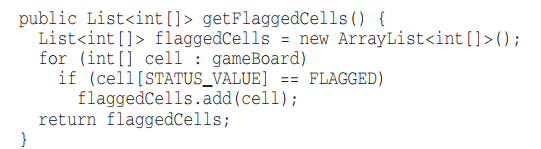 public List<int[]> getFlaggedCells() {
  List<int[]> flaggedCells = new ArrayList<int[]>();
  for (int[] cell : gameBoard)
    if (cell[STATUS_VALUE] == FLAGGED)
      flaggedCells.add(cell);
  return flaggedCells;
}